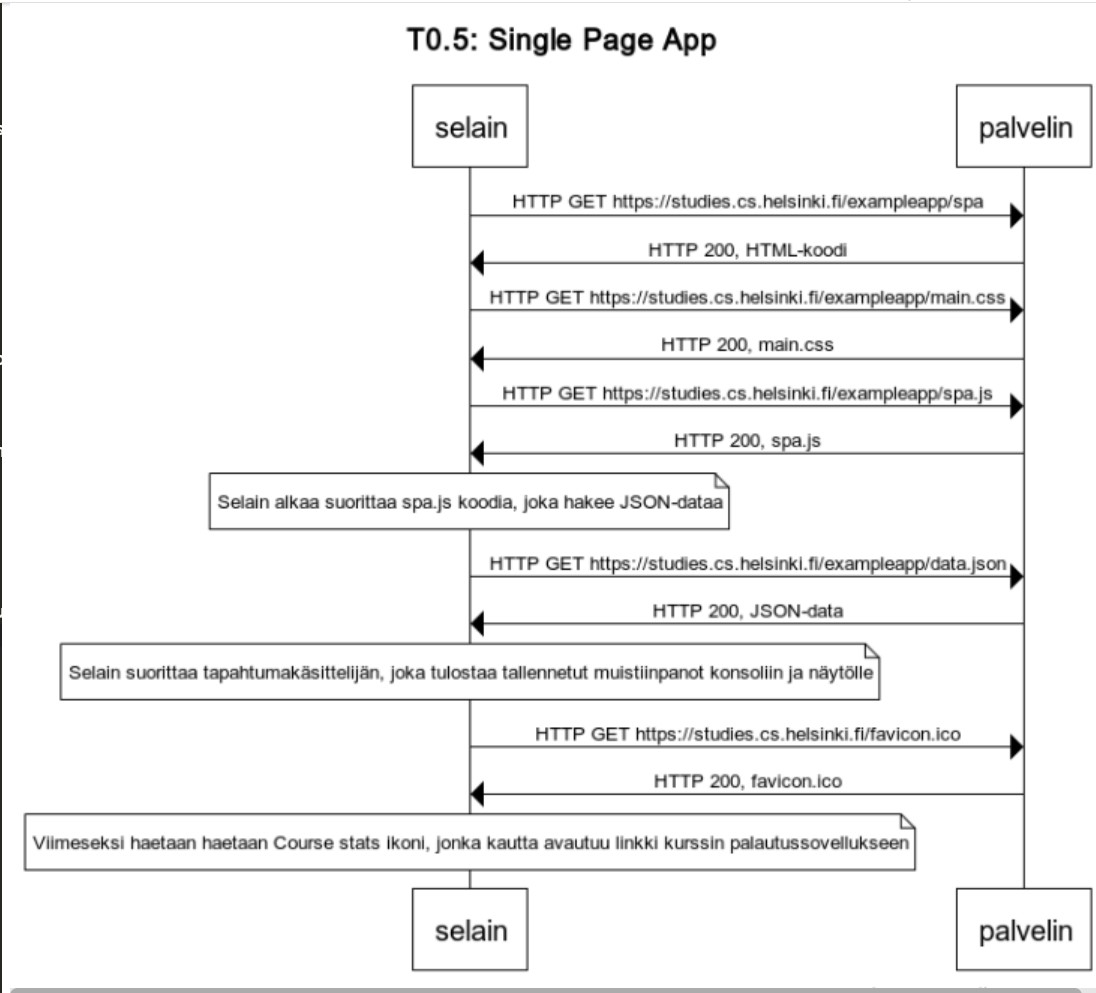 T0.5: Single Page App
selain
palvelin
HTTP GET https://studies.cs.helsinki.fi/exampleapp/spa
HTTP 200, HTML-koodi
HTTP GET https://studies.cs.helsinki.fi/exampleapp/main.css
HTTP 200, main.css
HTTP GET https://studies.cs.helsinki.fi/exampleapp/spa.js
HTTP 200, spa.js
Selain alkaa suorittaa spa.js koodia, joka hakee JSON-dataa
HTTP GET https://studies.cs.helsinki.fi/exampleapp/data.json
HTTP 200, JSON-data
Selain suorittaa tapahtumakäsittelijän, joka tulostaa tallennetut muistiinpanot konsoliin ja näytölle
HTTP GET https://studies.cs.helsinki.fi/favicon.ico
HTTP 200, favicon.ico
Viimeseksi haetaan haetaan Course stats ikoni, jonka kautta avautuu linkki kurssin palautussovellukseen
selain
palvelin